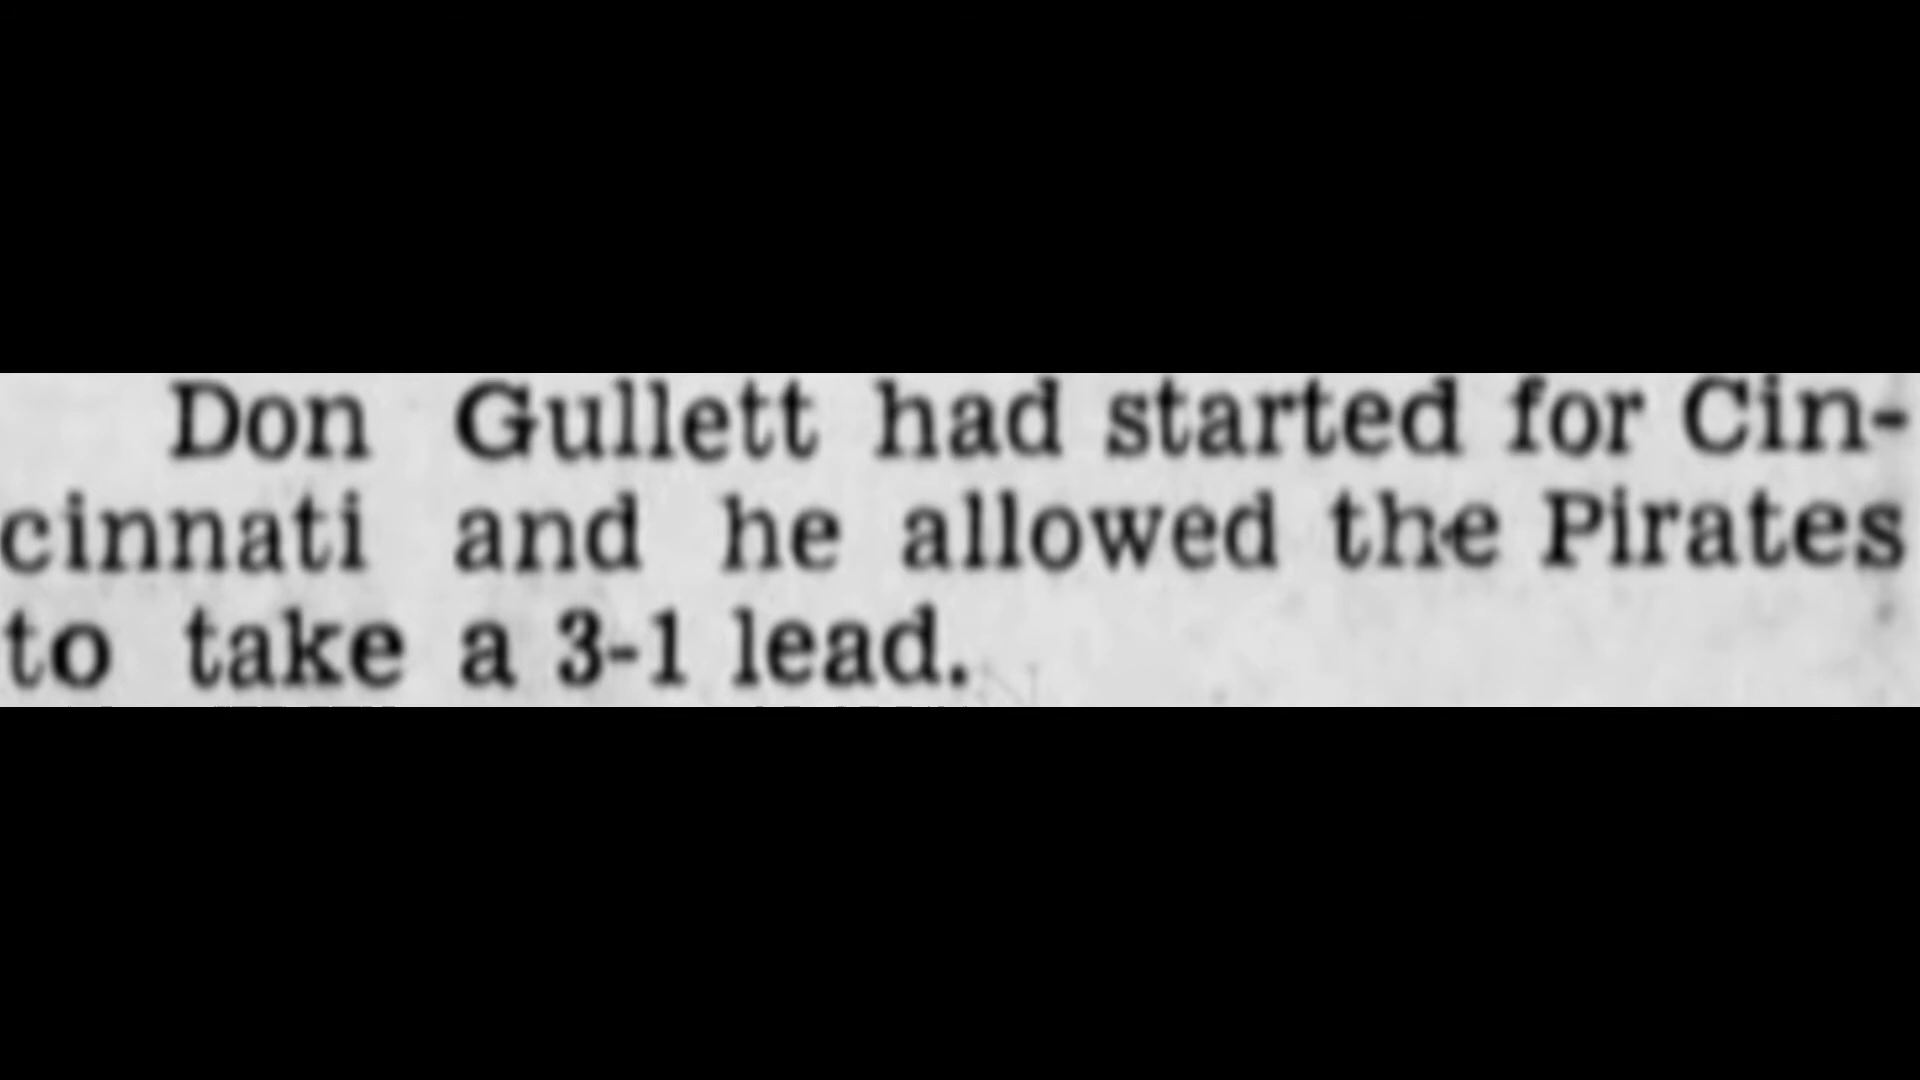 Don Gullett had started for Cin-
cinnati and he allowed the Pirates
to take a 3-1 lead.